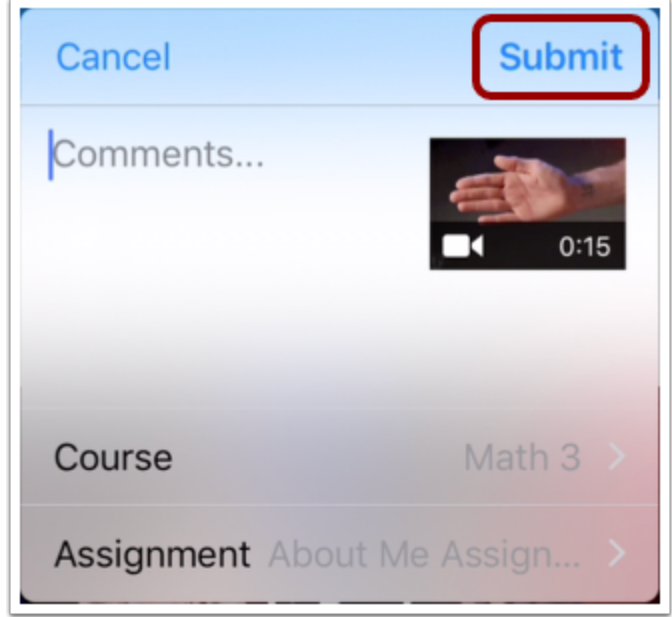 Cancel Submit
Comments...
0:15
Course Math 3
Assignment About Me Assign...